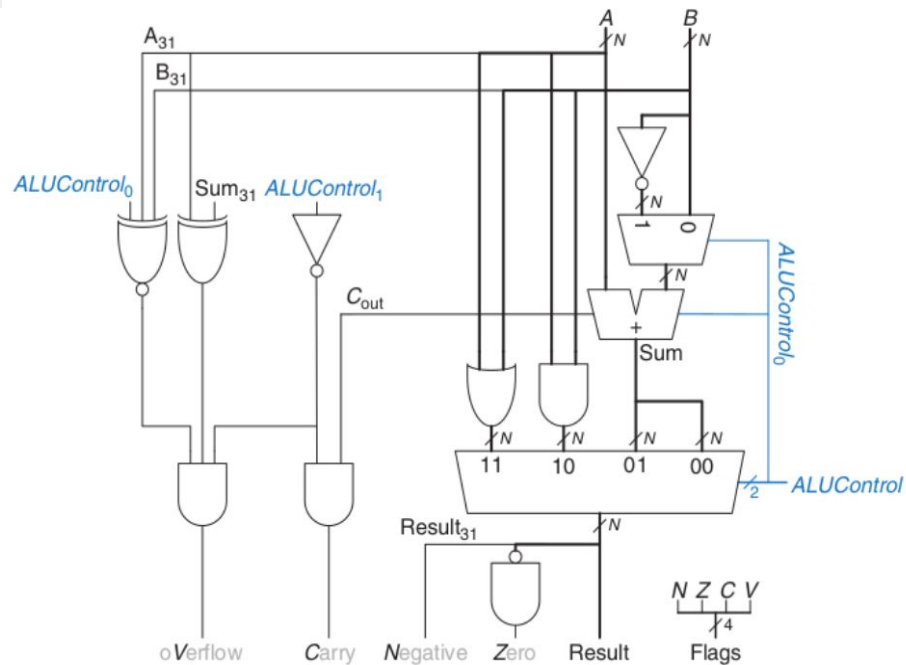 A B
N N
A31
B31
ALUControl0 Sum31 ALUControl1
N
1 0
ALUControl0
N
Cout
+
Sum
N N N N
11 10 01 00
2 ALUControl
N
Result31
N Z C V
4
oVerflow Carry Negative Zero Result Flags